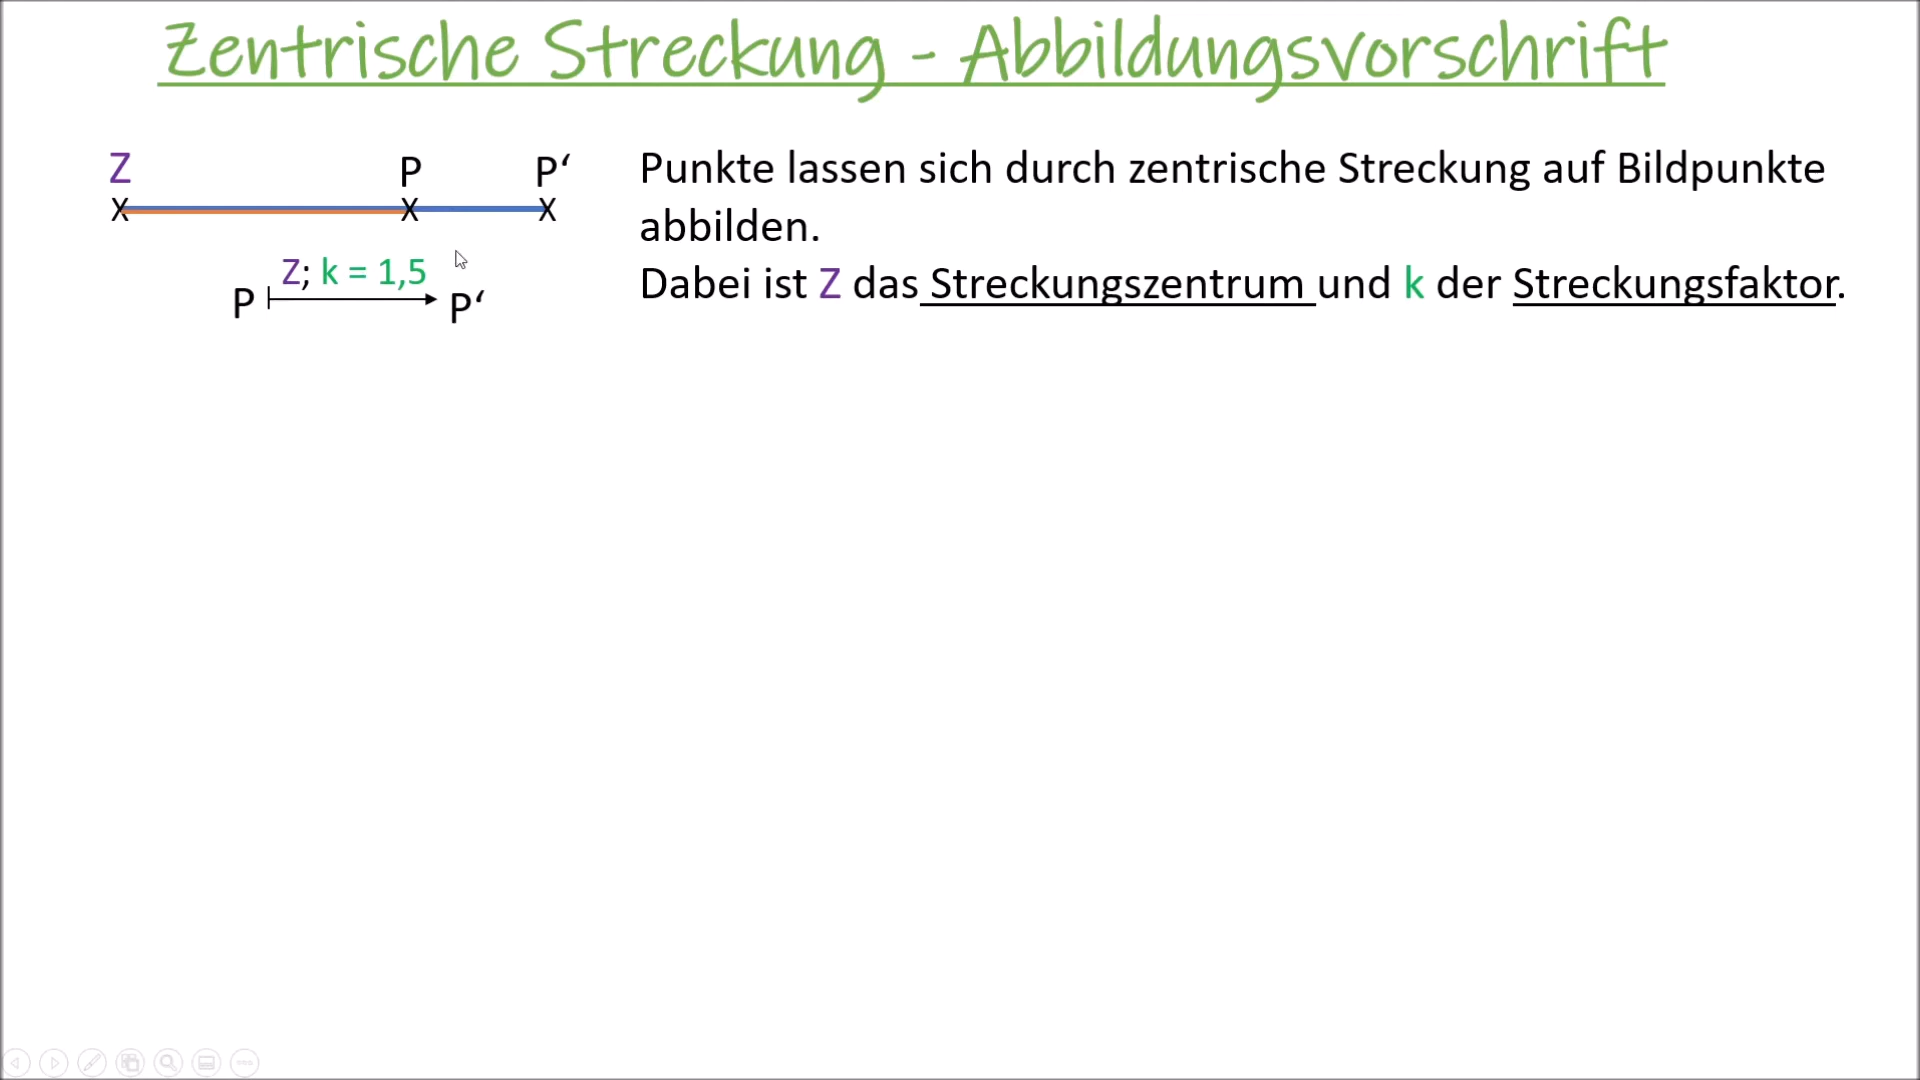 Zentrische Streckung - Abbildungsvorschrift
Z P P‘
X X X
Z; k = 1,5
P P‘
Punkte lassen sich durch zentrische Streckung auf Bildpunkte
abbilden.
Dabei ist Z das Streckungszentrum und k der Streckungsfaktor.